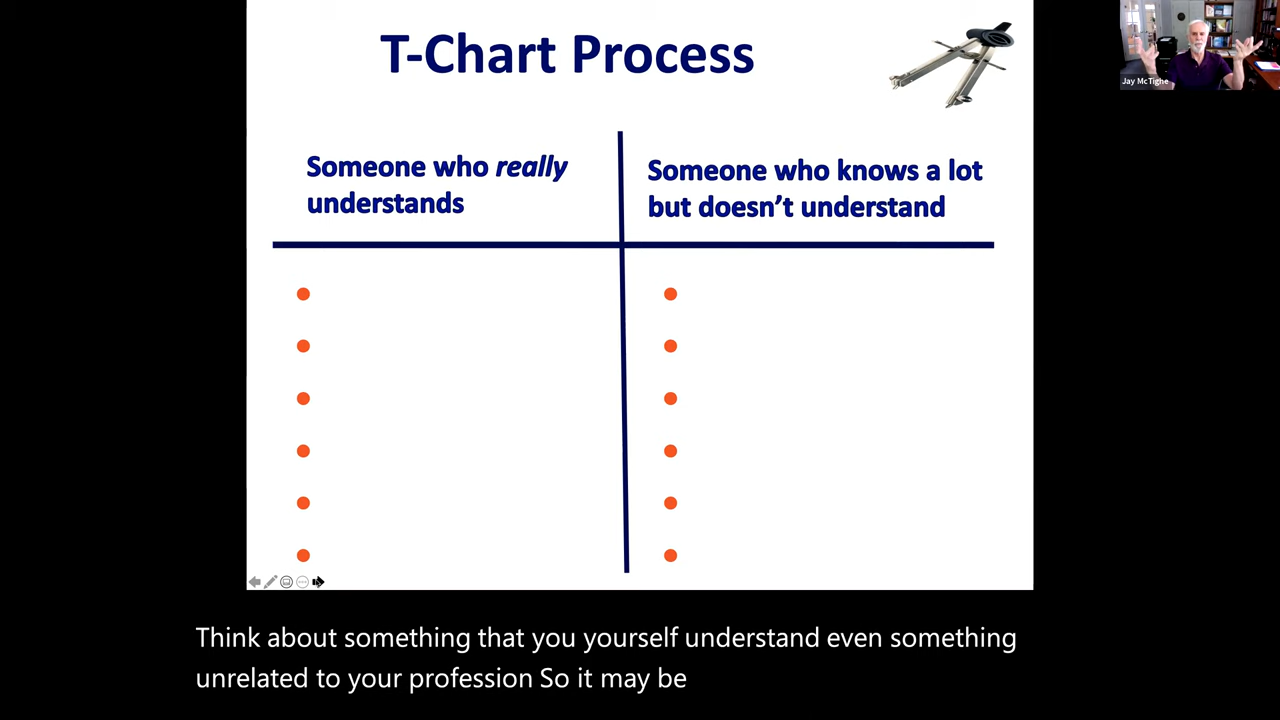 T-Chart Process
Jay McTighe
Someone who really
understands
Someone who knows a lot
but doesn't understand
Think about something that you yourself understand even something
unrelated to your profession So it may be